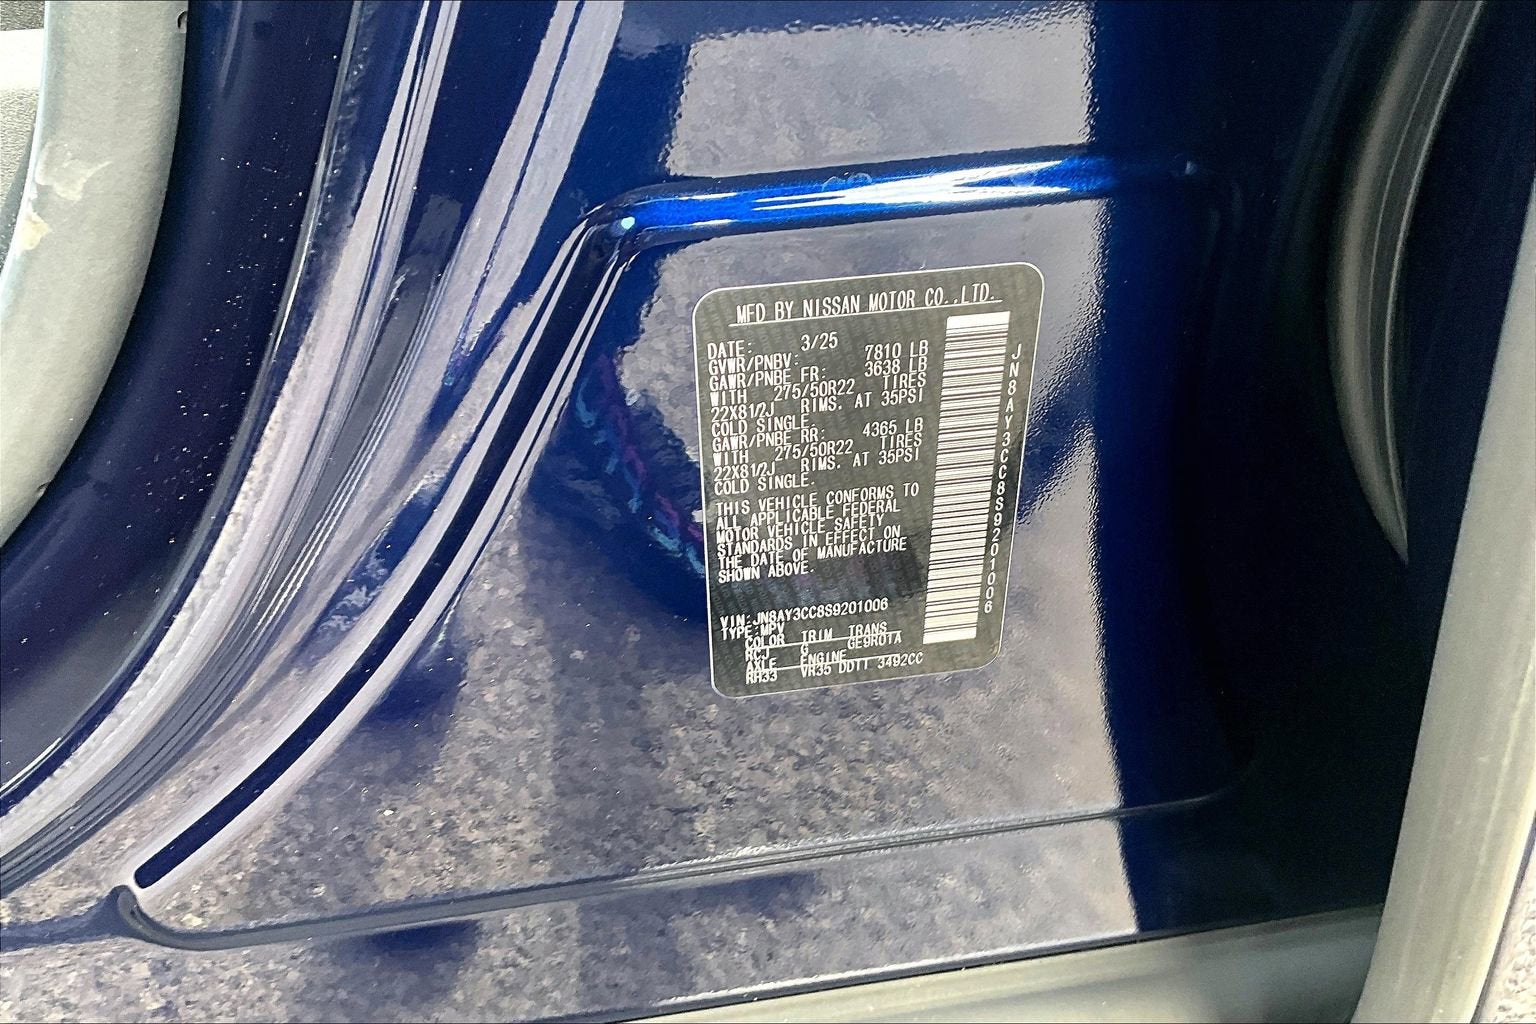 MFD BY NISSAN MOTOR CO.,LTD.
DATE: 3/25
GVWR/PNBV: 7810 LB
GAWR/PNBE FR: 3638 LB
WITH 275/50R22 TIRES
22X81/2J RIMS. AT 35PSI
COLD SINGLE.
GAWR/PNBE RR: 4365 LB
WITH 275/50R22 TIRES
22X81/2J RIMS. AT 35PSI
COLD SINGLE.
THIS VEHICLE CONFORMS TO
ALL APPLICABLE FEDERAL
MOTOR VEHICLE SAFETY
STANDARDS IN EFFECT ON
THE DATE OF MANUFACTURE
SHOWN ABOVE.
VIN:JN8AY3CC8S9201006
TYPE:MPV
COLOR TRIM TRANS
RCJ G GE9R01A
AXLE ENGINE
RH33 VR35 DDTT 3492CC
JN8AY3CC8S9201006